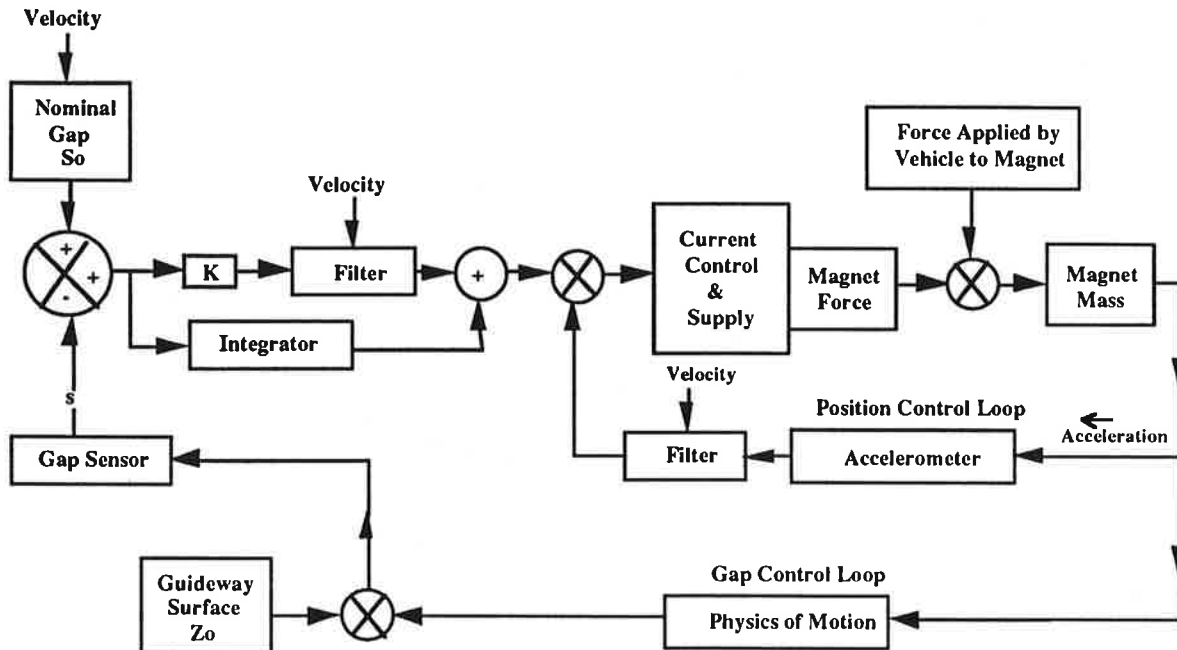 Velocity
Nominal
Gap
So
Velocity
Force Applied by
Vehicle to Magnet
+
+
-
K
Filter
+
Current
Control
&
Supply
Magnet
Force
Magnet
Mass
Integrator
Velocity
s
Position Control Loop
Acceleration
Gap Sensor
Filter
Accelerometer
Gap Control Loop
Guideway
Surface
Zo
Physics of Motion